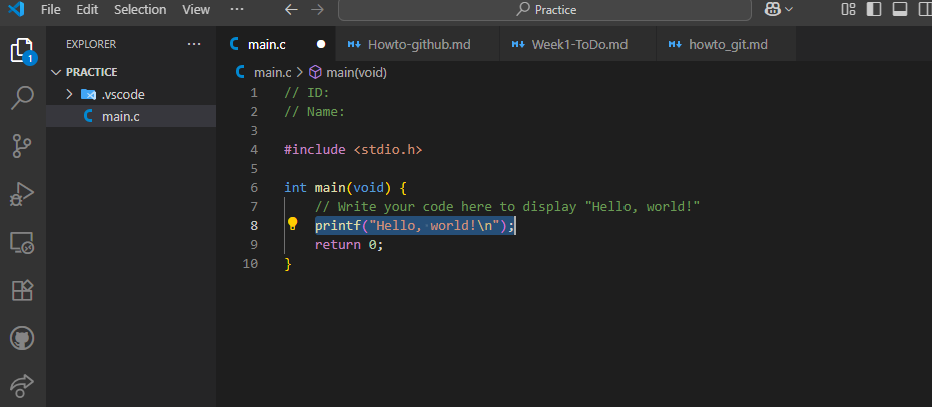 File Edit Selection View ··· Practice
EXPLORER ···
main.c Howto-github.md Week1-ToDo.md howto_git.md
1
PRACTICE
.vscode
main.c
main.c > main(void)
1 // ID:
2 // Name:
3
4 #include <stdio.h>
5
6 int main(void) {
7 // Write your code here to display "Hello, world!"
8 printf("Hello, world!\n");
9 return 0;
10 }